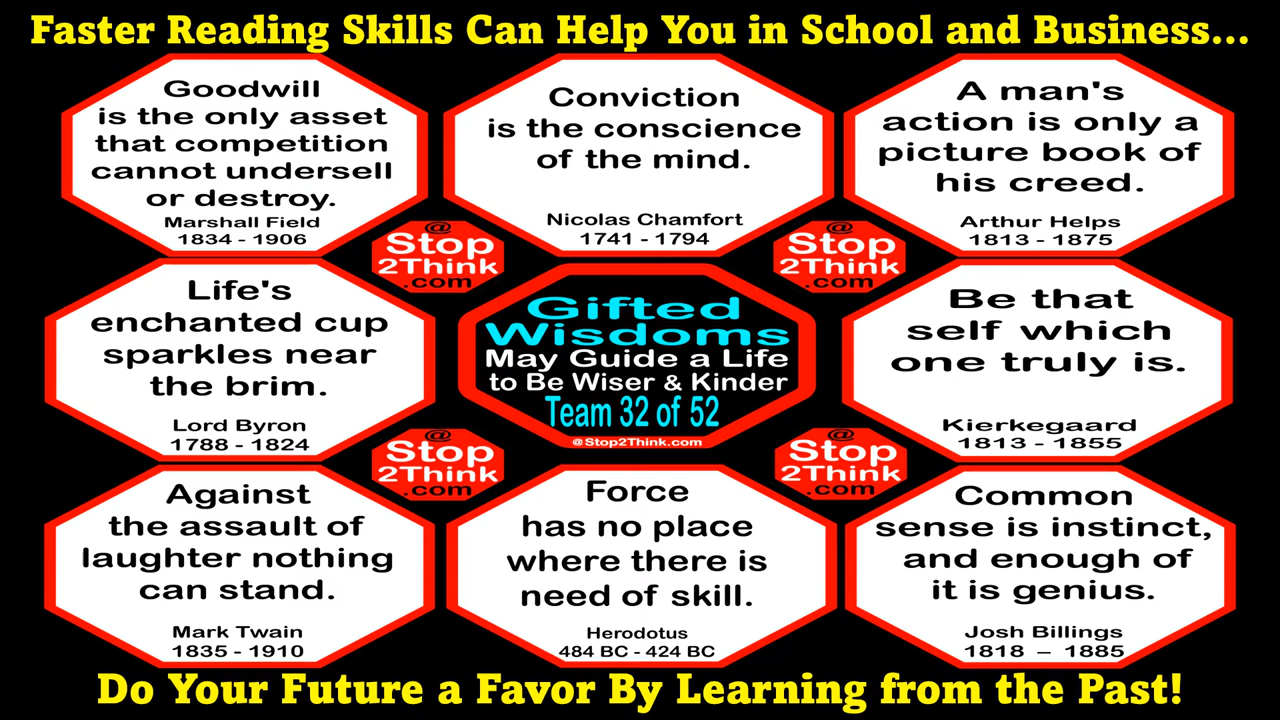 Faster Reading Skills Can Help You in School and Business...
Goodwill
is the only asset
that competition
cannot undersell
or destroy.
Marshall Field
1834 - 1906
Conviction
is the conscience
of the mind.
Nicolas Chamfort
1741 - 1794
A man's
action is only a
picture book of
his creed.
Arthur Helps
1813 - 1875
@
Stop
2Think
.com
@
Stop
2Think
.com
Life's
enchanted cup
sparkles near
the brim.
Lord Byron
1788 - 1824
Gifted
Wisdoms
May Guide a Life
to Be Wiser & Kinder
Team 32 of 52
@Stop2Think.com
Be that
self which
one truly is.
Kierkegaard
1813 - 1855
@
Stop
2Think
.com
@
Stop
2Think
.com
Against
the assault of
laughter nothing
can stand.
Mark Twain
1835 - 1910
Force
has no place
where there is
need of skill.
Herodotus
484 BC - 424 BC
Common
sense is instinct,
and enough of
it is genius.
Josh Billings
1818 – 1885
Do Your Future a Favor By Learning from the Past!